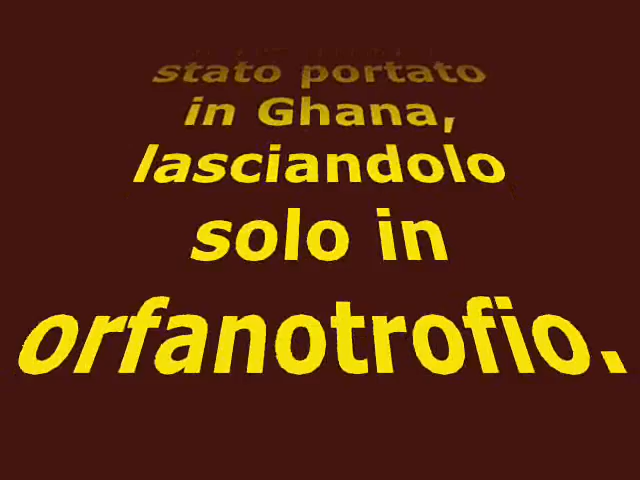 stato portato
in Ghana,
lasciandolo
solo in
orfanotrofio.